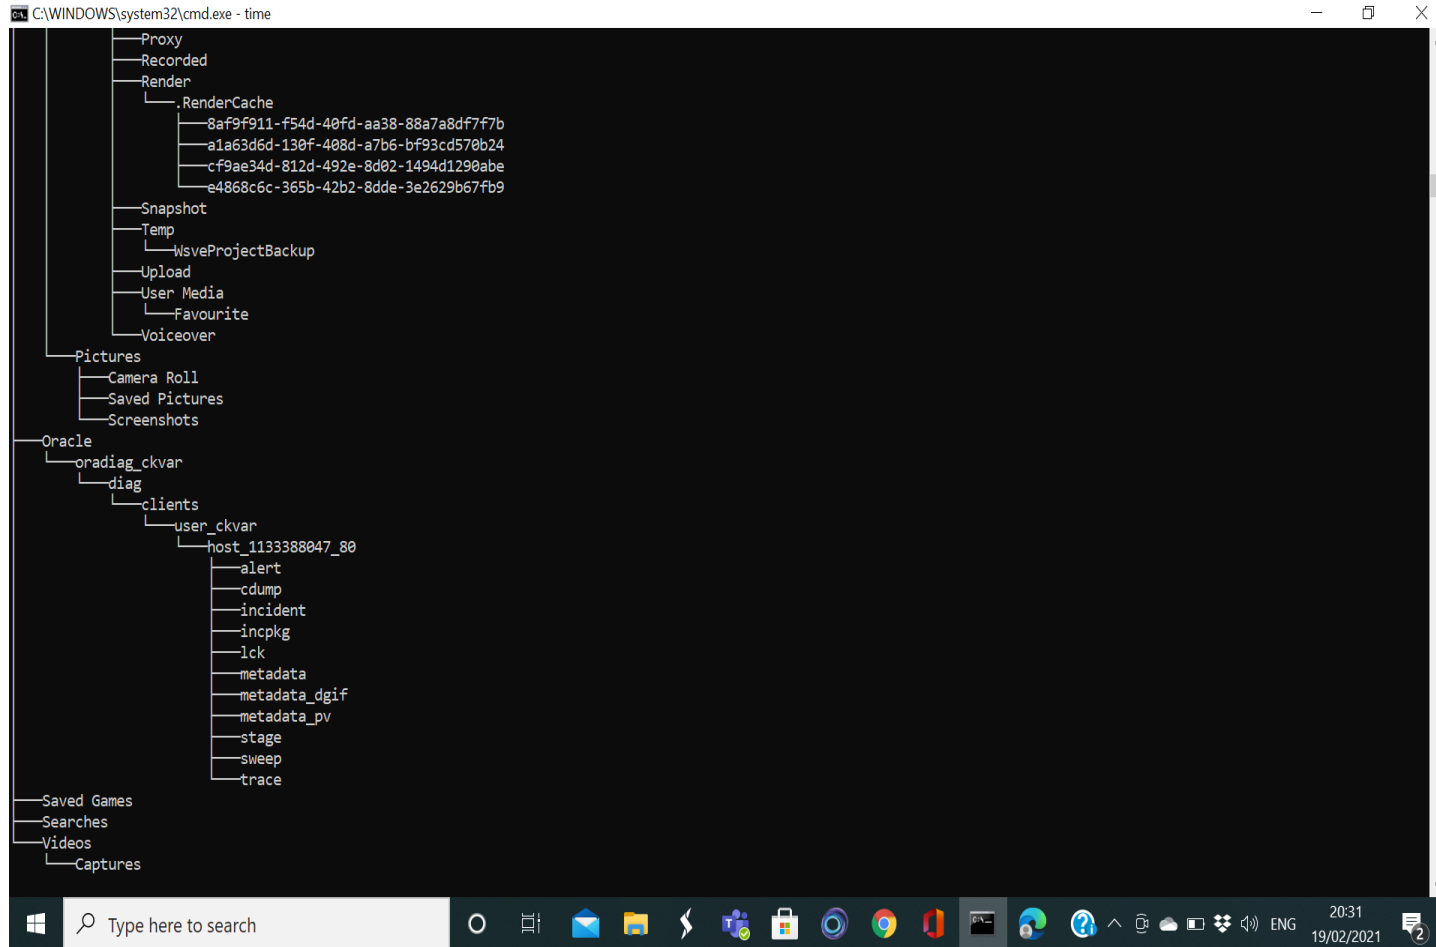 C:\WINDOWS\system32\cmd.exe - time
Proxy
Recorded
Render
.RenderCache
8af9f911-f54d-40fd-aa38-88a7a8df7f7b
a1a63d6d-130f-408d-a7b6-bf93cd570b24
cf9ae34d-812d-492e-8d02-1494d1290abe
e4868c6c-365b-42b2-8dde-3e2629b67fb9
Snapshot
Temp
WsveProjectBackup
Upload
User Media
Favourite
Voiceover
Pictures
Camera Roll
Saved Pictures
Screenshots
Oracle
oradiag_ckvar
diag
clients
user_ckvar
host_1133388047_80
alert
cdump
incident
incpkg
lck
metadata
metadata_dgif
metadata_pv
stage
sweep
trace
Saved Games
Searches
Videos
Captures
Type here to search
ENG
20:31
19/02/2021
2